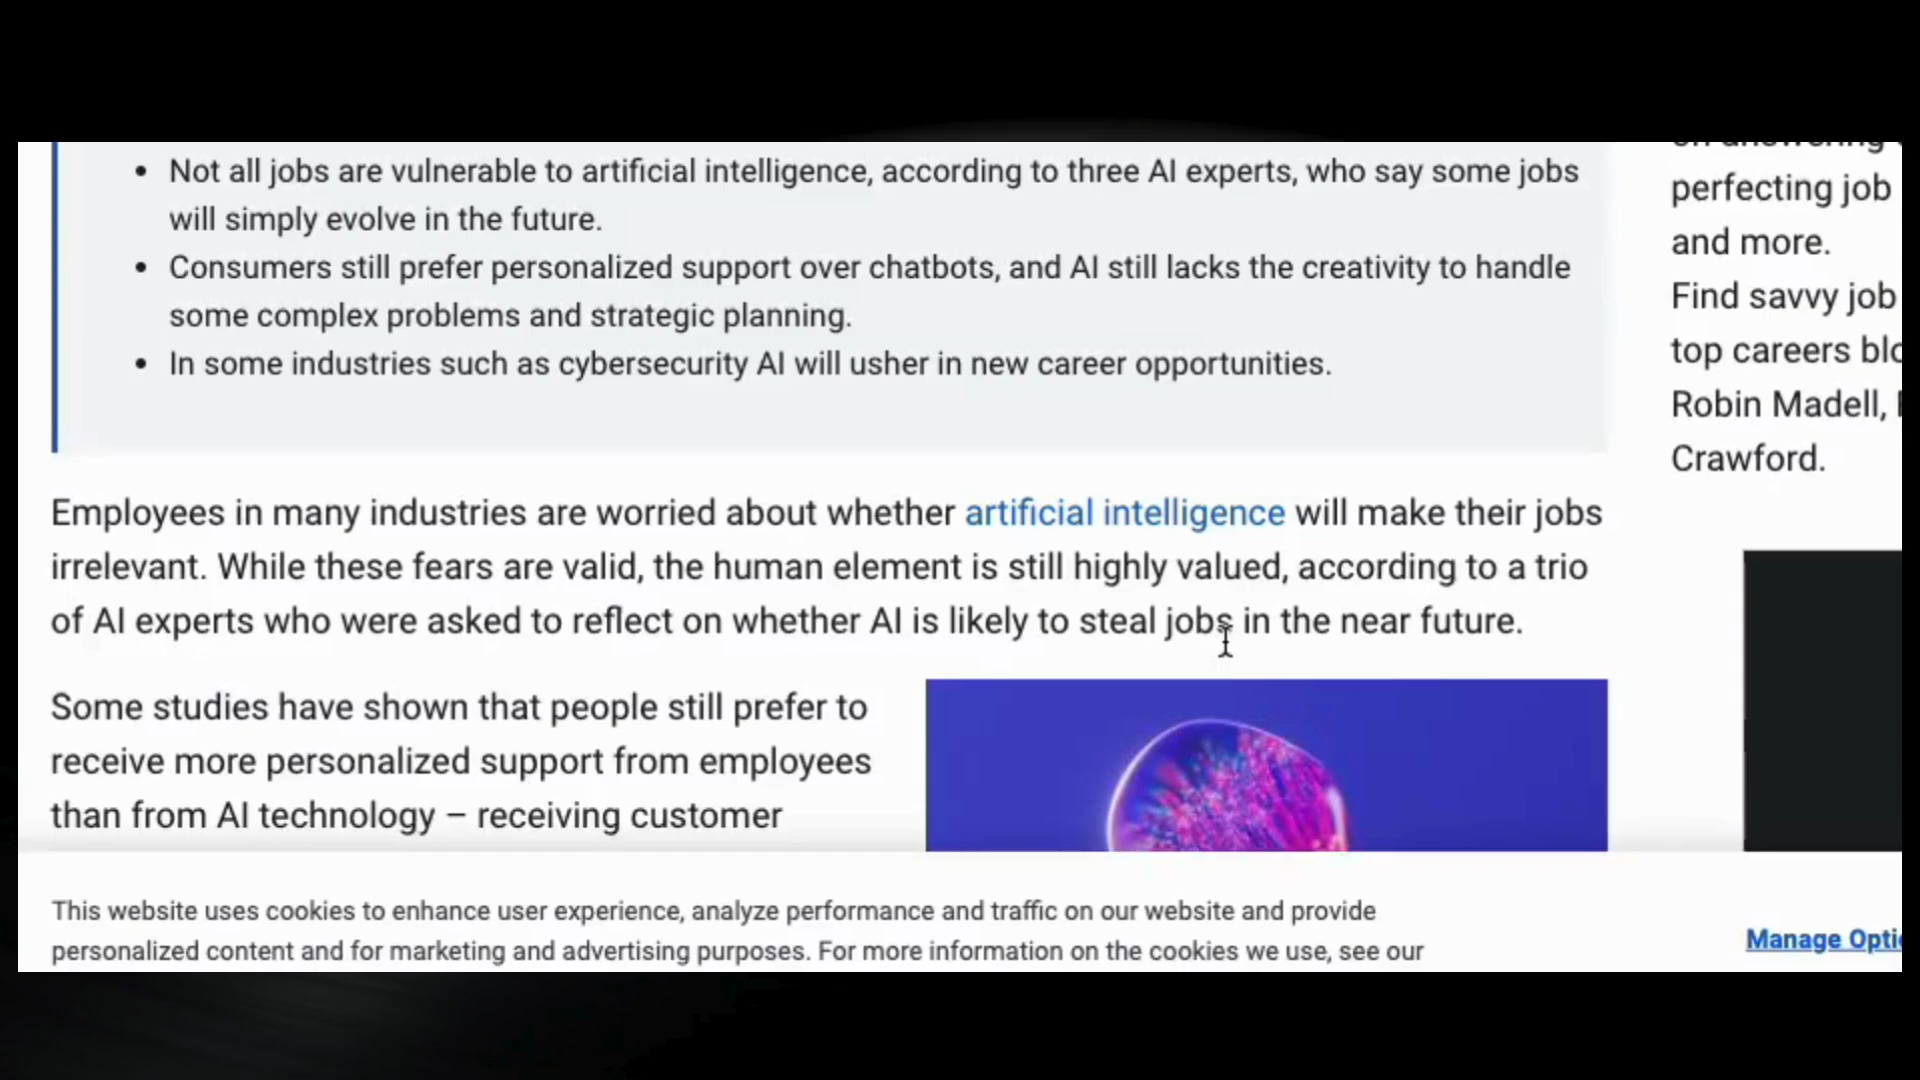 Not all jobs are vulnerable to artificial intelligence, according to three AI experts, who say some jobs
will simply evolve in the future.
Consumers still prefer personalized support over chatbots, and AI still lacks the creativity to handle
some complex problems and strategic planning.
In some industries such as cybersecurity AI will usher in new career opportunities.
Employees in many industries are worried about whether artificial intelligence will make their jobs
irrelevant. While these fears are valid, the human element is still highly valued, according to a trio
of AI experts who were asked to reflect on whether AI is likely to steal jobs in the near future.
Some studies have shown that people still prefer to
receive more personalized support from employees
than from AI technology – receiving customer
on answering
perfecting job
and more.
Find savvy job
top careers
Robin Madell,
Crawford.
This website uses cookies to enhance user experience, analyze performance and traffic on our website and provide
personalized content and for marketing and advertising purposes. For more information on the cookies we use, see our
Manage